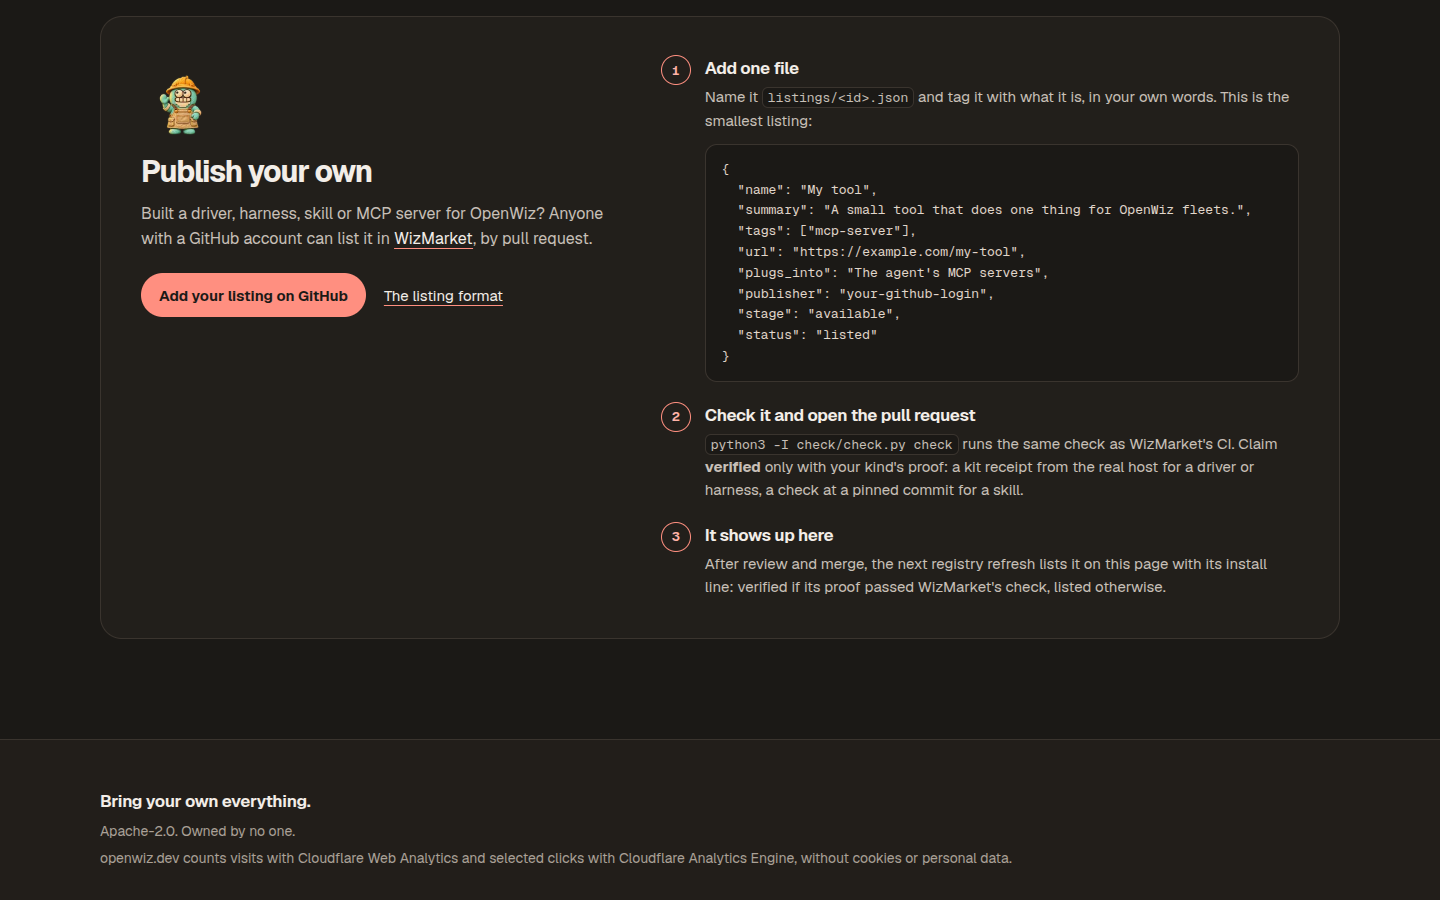 Publish your own
Built a driver, harness, skill or MCP server for OpenWiz? Anyone
with a GitHub account can list it in WizMarket, by pull request.
Add your listing on GitHub
The listing format
1
Add one file
Name it listings/<id>.json and tag it with what it is, in your own words. This is the
smallest listing:
{
  "name": "My tool",
  "summary": "A small tool that does one thing for OpenWiz fleets.",
  "tags": ["mcp-server"],
  "url": "https://example.com/my-tool",
  "plugs_into": "The agent's MCP servers",
  "publisher": "your-github-login",
  "stage": "available",
  "status": "listed"
}
2
Check it and open the pull request
python3 -I check/check.py check runs the same check as WizMarket's CI. Claim
verified only with your kind's proof: a kit receipt from the real host for a driver or
harness, a check at a pinned commit for a skill.
3
It shows up here
After review and merge, the next registry refresh lists it on this page with its install
line: verified if its proof passed WizMarket's check, listed otherwise.
Bring your own everything.
Apache-2.0. Owned by no one.
openwiz.dev counts visits with Cloudflare Web Analytics and selected clicks with Cloudflare Analytics Engine, without cookies or personal data.